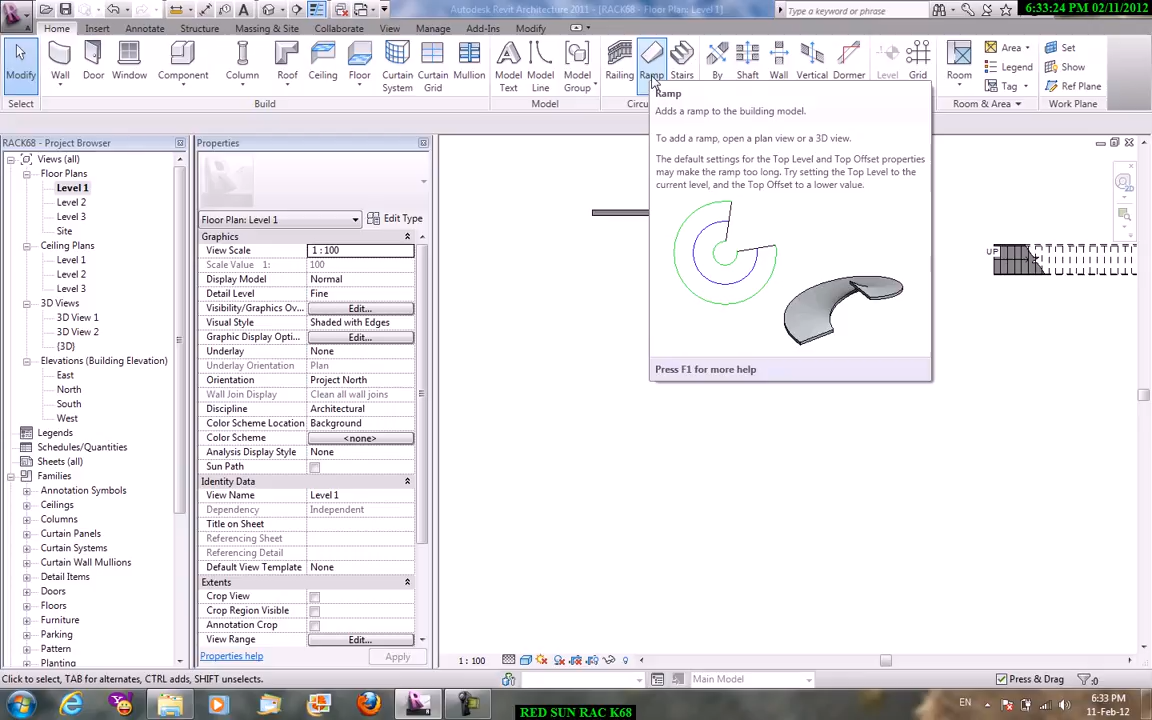 Autodesk Revit Architecture 2011 - [RACK68 - Floor Plan: Level 1]
Type a keyword or phrase
6:33:24 PM 02/11/2012
Home Insert Annotate Structure Massing & Site Collaborate View Manage Add-Ins Modify
Modify Wall Door Window Component Column Roof Ceiling Floor Curtain System Curtain Grid Mullion Model Text Model Line Model Group Railing Ramp Stairs By Shaft Wall Vertical Dormer Level Grid Room
Area
Legend
Tag
Set
Show
Ref Plane
Select Build Model Circu Room & Area Work Plane
Ramp
Adds a ramp to the building model.
To add a ramp, open a plan view or a 3D view.
The default settings for the Top Level and Top Offset properties
may make the ramp too long. Try setting the Top Level to the
current level, and the Top Offset to a lower value.
Press F1 for more help
UP
RACK68 - Project Browser
Views (all)
Floor Plans
Level 1
Level 2
Level 3
Site
Ceiling Plans
Level 1
Level 2
Level 3
3D Views
3D View 1
3D View 2
{3D}
Elevations (Building Elevation)
East
North
South
West
Legends
Schedules/Quantities
Sheets (all)
Families
Annotation Symbols
Ceilings
Columns
Curtain Panels
Curtain Systems
Curtain Wall Mullions
Detail Items
Doors
Floors
Furniture
Parking
Pattern
Planting
Properties
Floor Plan: Level 1 Edit Type
Graphics
View Scale 1 : 100
Scale Value 1: 100
Display Model Normal
Detail Level Fine
Visibility/Graphics Ov... Edit...
Visual Style Shaded with Edges
Graphic Display Opti... Edit...
Underlay None
Underlay Orientation Plan
Orientation Project North
Wall Join Display Clean all wall joins
Discipline Architectural
Color Scheme Location Background
Color Scheme <none>
Analysis Display Style None
Sun Path
Identity Data
View Name Level 1
Dependency Independent
Title on Sheet
Referencing Sheet
Referencing Detail
Default View Template None
Extents
Crop View
Crop Region Visible
Annotation Crop
View Range Edit...
Properties help Apply
1 : 100
Click to select, TAB for alternates, CTRL adds, SHIFT unselects.
Main Model
Press & Drag
:0
EN
6:33 PM
11-Feb-12
RED SUN RAC K68